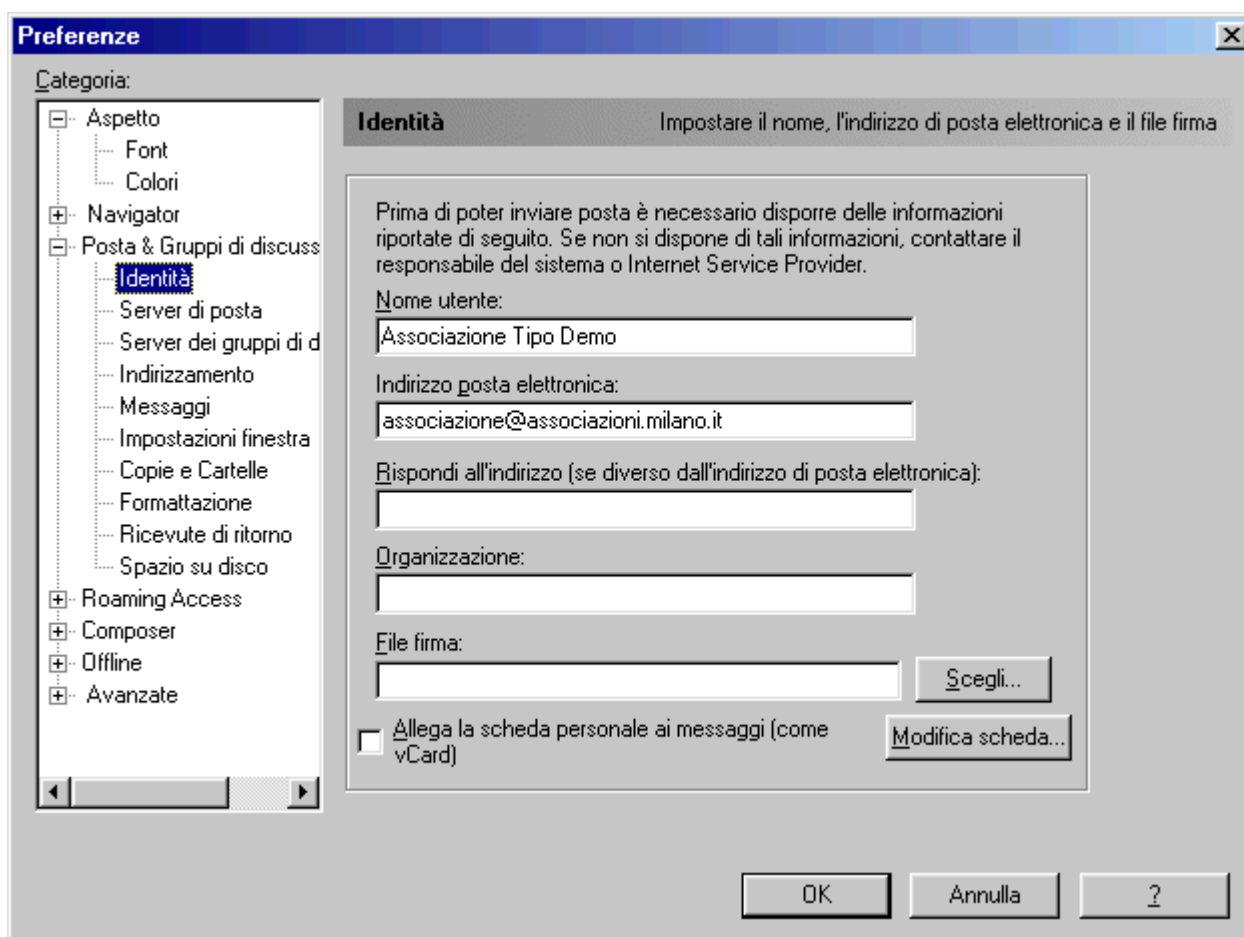 Preferenze
Categoria:
Aspetto
Font
Colori
Navigator
Posta & Gruppi di discuss
Identità
Server di posta
Server dei gruppi di d
Indirizzamento
Messaggi
Impostazioni finestra
Copie e Cartelle
Formattazione
Ricevute di ritorno
Spazio su disco
Roaming Access
Composer
Offline
Avanzate
Identità Impostare il nome, l'indirizzo di posta elettronica e il file firma
Prima di poter inviare posta è necessario disporre delle informazioni
riportate di seguito. Se non si dispone di tali informazioni, contattare il
responsabile del sistema o Internet Service Provider.
Nome utente:
Associazione Tipo Demo
Indirizzo posta elettronica:
associazione@associazioni.milano.it
Rispondi all'indirizzo (se diverso dall'indirizzo di posta elettronica):
Organizzazione:
File firma:
Scegli...
Allega la scheda personale ai messaggi (come
vCard)
Modifica scheda...
OK Annulla ?